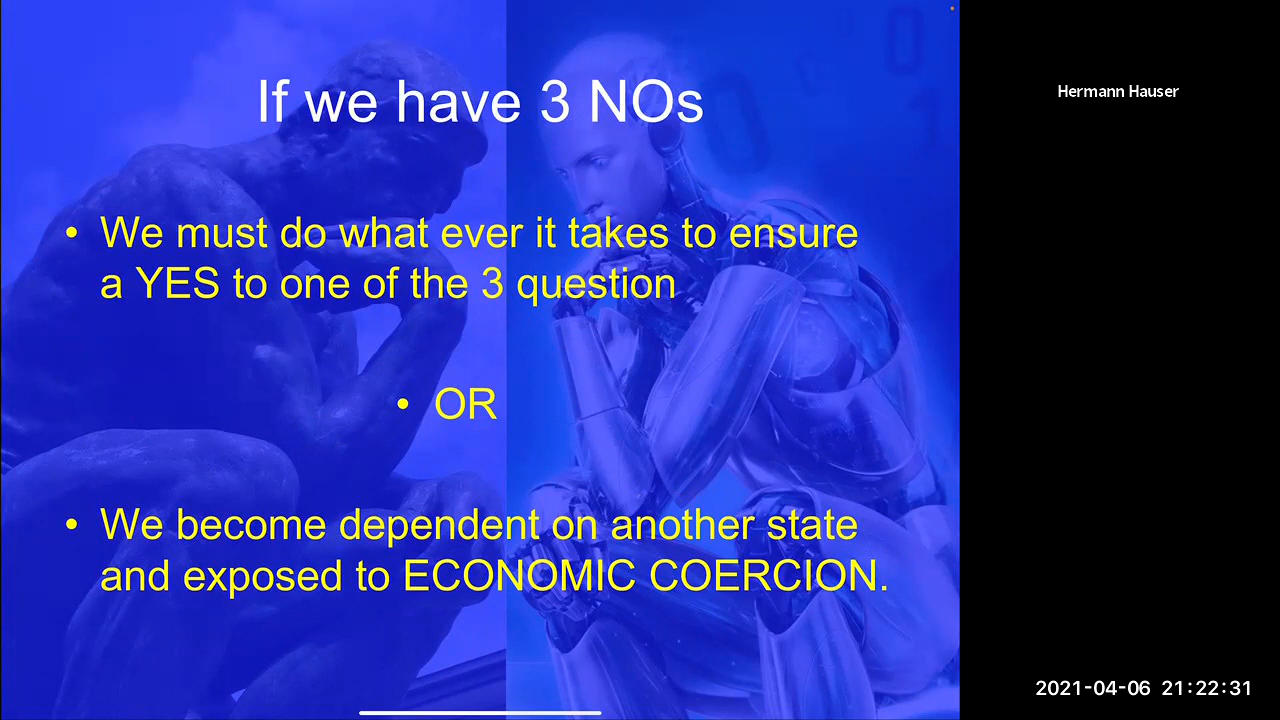 If we have 3 NOs
• We must do what ever it takes to ensure
a YES to one of the 3 question
• OR
• We become dependent on another state
and exposed to ECONOMIC COERCION.
Hermann Hauser
2021-04-06 21:22:31